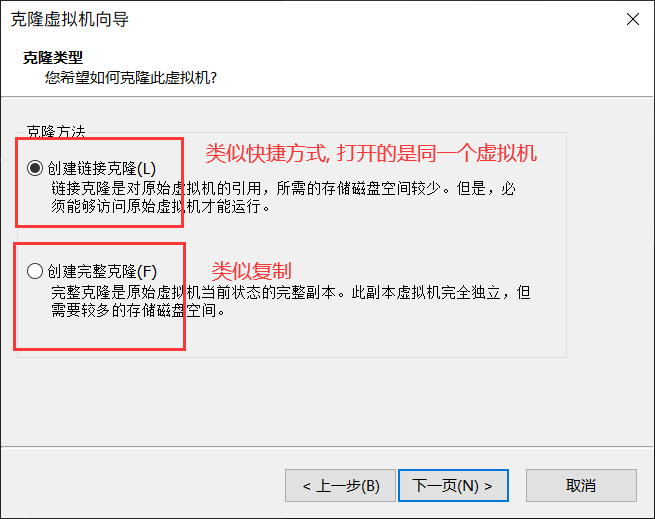 克隆虚拟机向导
克隆类型
您希望如何克隆此虚拟机?
克隆方法
类似快捷方式, 打开的是同一个虚拟机
创建链接克隆(L)
链接克隆是对原始虚拟机的引用，所需的存储磁盘空间较少。但是，必
须能够访问原始虚拟机才能运行。
创建完整克隆(F)
类似复制
完整克隆是原始虚拟机当前状态的完整副本。此副本虚拟机完全独立，但
需要较多的存储磁盘空间。
< 上一步(B)
下一页(N) >
取消